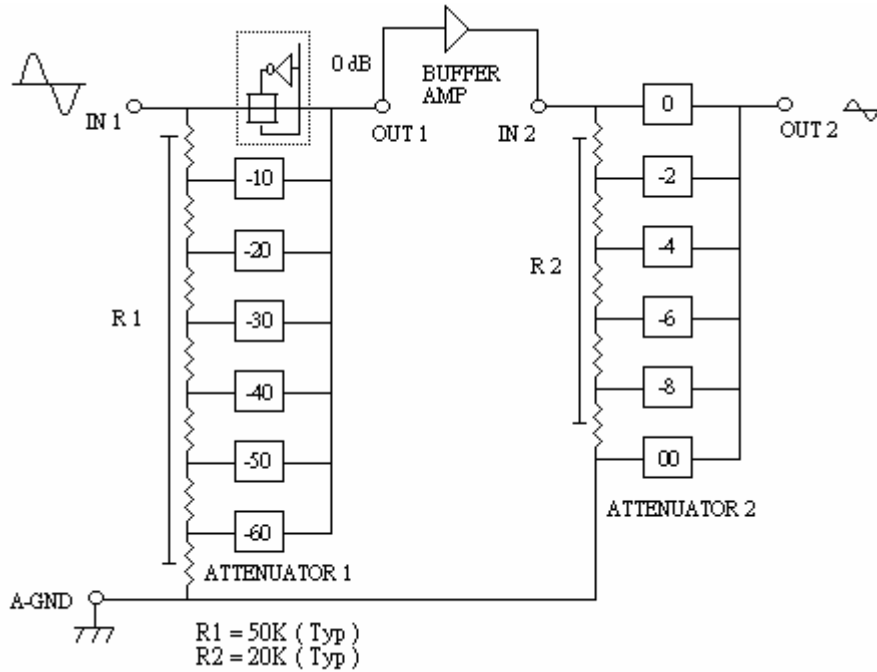 0 dB
BUFFER
AMP
IN 1
OUT 1
IN 2
0
OUT 2
-10
-2
-20
R 2
-4
R 1
-30
-6
-40
-8
-50
00
-60
ATTENUATOR 2
ATTENUATOR 1
A-GND
R1 = 50K ( Typ )
R2 = 20K ( Typ )